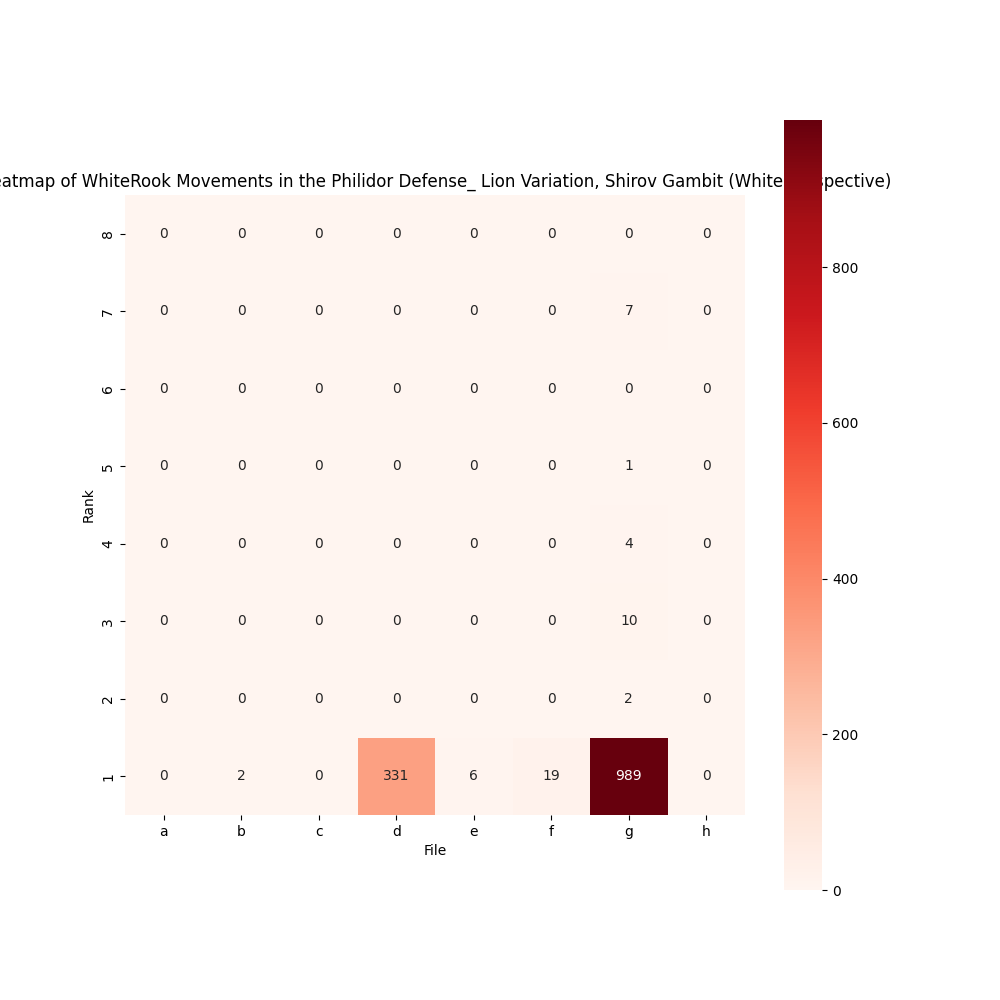 eatmap of WhiteRook Movements in the Philidor Defense_ Lion Variation, Shirov Gambit (White spective)
8 0 0 0 0 0 0 0 0
7 0 0 0 0 0 0 7 0
6 0 0 0 0 0 0 0 0
5 0 0 0 0 0 0 1 0
4 0 0 0 0 0 0 4 0
3 0 0 0 0 0 0 10 0
2 0 0 0 0 0 0 2 0
1 0 2 0 331 6 19 989 0
a b c d e f g h
File
Rank
800
600
400
200
0